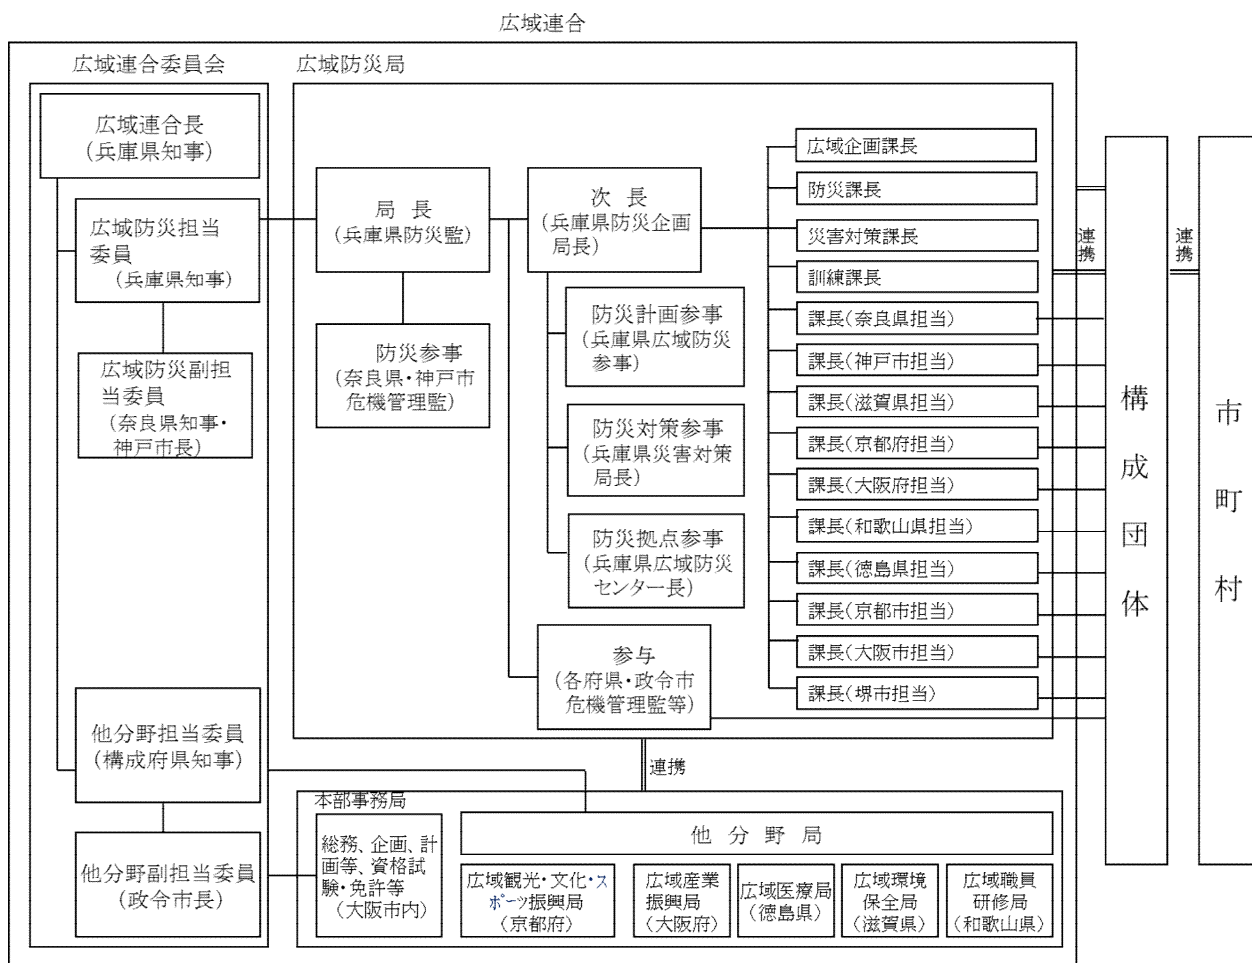 広域連合
広域連合委員会
広域連合長
(兵庫県知事)
広域防災担当
委員
(兵庫県知事)
広域防災副担
当委員
(奈良県知事・
神戸市長)
他分野担当委員
(構成府県知事)
他分野副担当委員
(政令市長)
広域防災局
局 長
(兵庫県防災監)
防災参事
(奈良県・神戸市
危機管理監)
次 長
(兵庫県防災企画
局長)
防災計画参事
(兵庫県広域防災
参事)
防災対策参事
(兵庫県災害対策
局長)
防災拠点参事
(兵庫県広域防災
センター長)
参与
(各府県・政令市
危機管理監等)
広域企画課長
防災課長
災害対策課長
訓練課長
課長(奈良県担当)
課長(神戸市担当)
課長(滋賀県担当)
課長(京都府担当)
課長(大阪府担当)
課長(和歌山県担当)
課長(徳島県担当)
課長(京都市担当)
課長(大阪市担当)
課長(堺市担当)
連携
本部事務局
総務、企画、計
画等、資格試
験・免許等
(大阪市内)
他 分 野 局
広域観光・文化・ス
ポーツ振興局
(京都府)
広域産業
振興局
(大阪府)
広域医療局
(徳島県)
広域環境
保全局
(滋賀県)
広域職員
研修局
(和歌山県)
連携
構成団体
連携
市町村